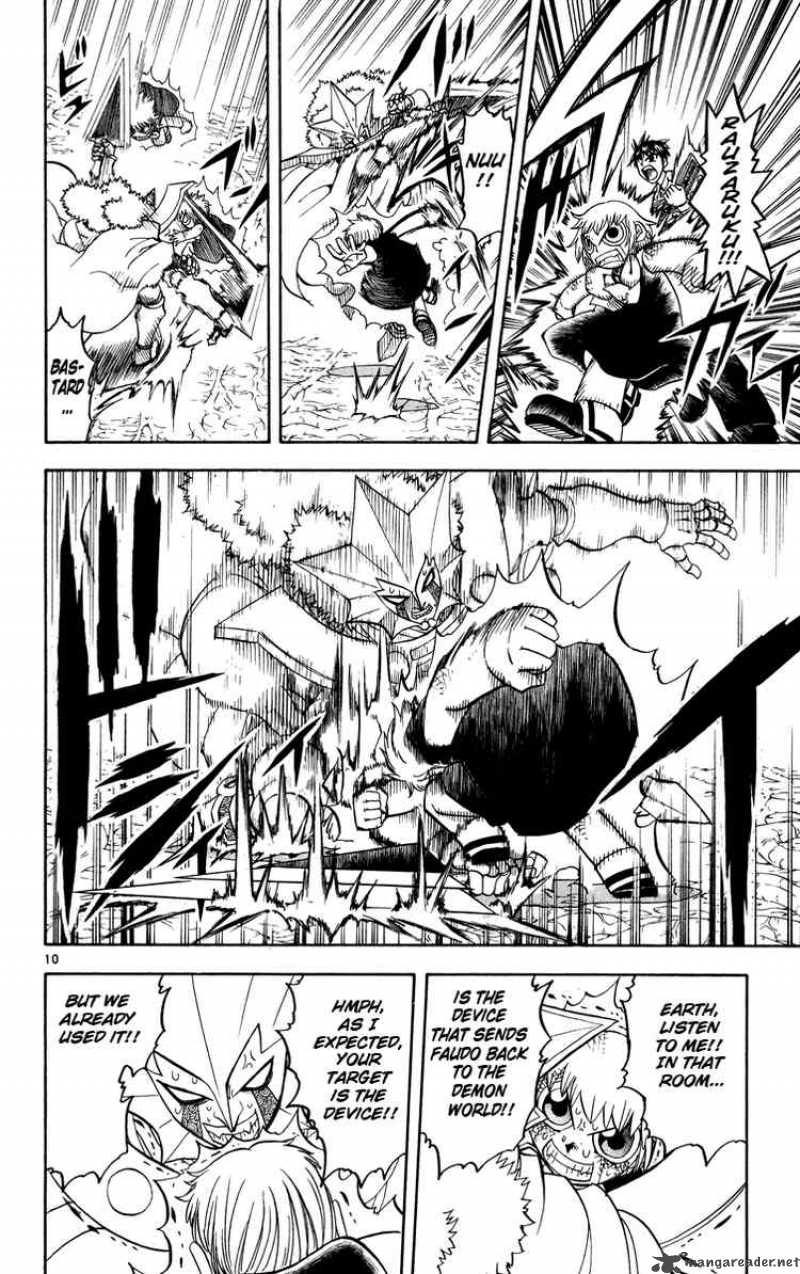 RAUZARUKU!!!
NUU
!!
ビュ
BAS-
TARD
...
EARTH,
LISTEN
TO ME!!
IN THAT
ROOM...
IS THE
DEVICE
THAT SENDS
FAUDO BACK
TO THE
DEMON
WORLD!!
HMPH,
AS I
EXPECTED,
YOUR
TARGET
IS THE
DEVICE!!
BUT WE
ALREADY
USED IT!!
10
mangareader.net